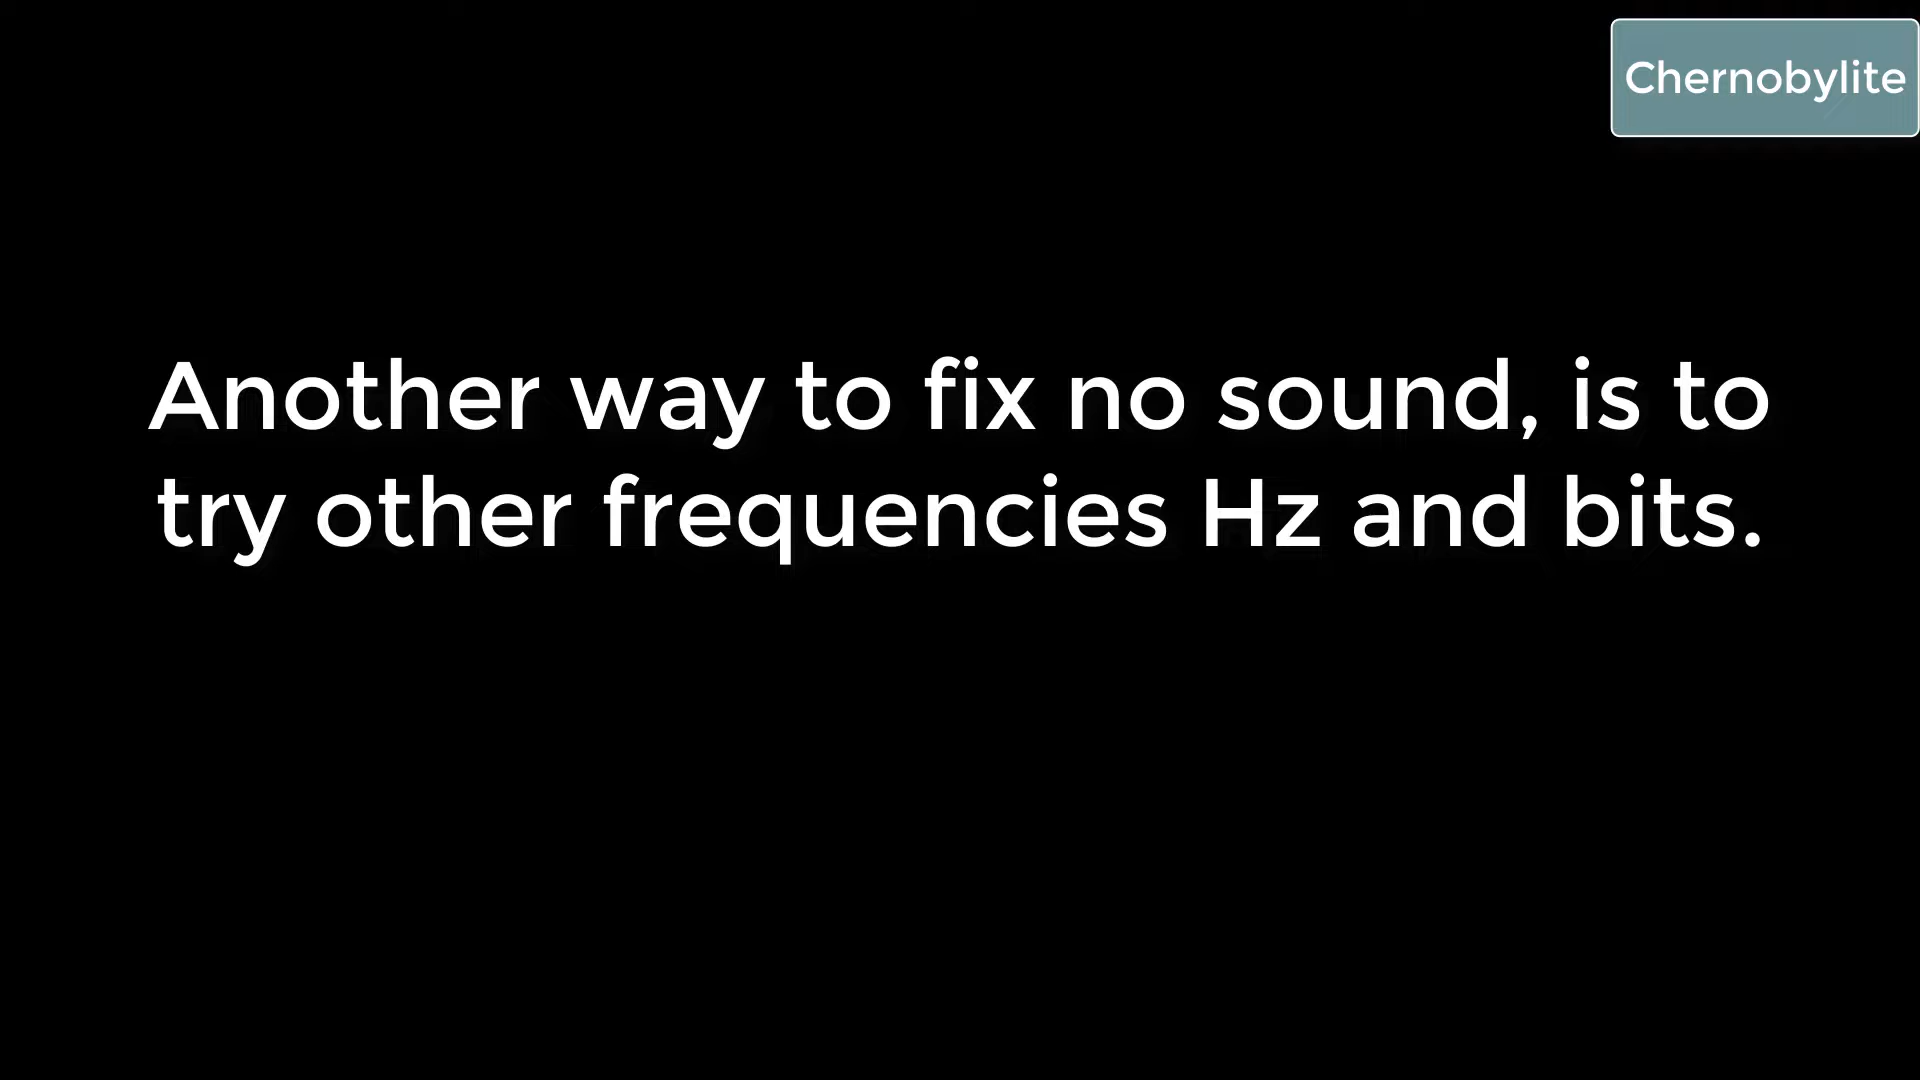 Chernobylite
Another way to fix no sound, is to
try other frequencies Hz and bits.